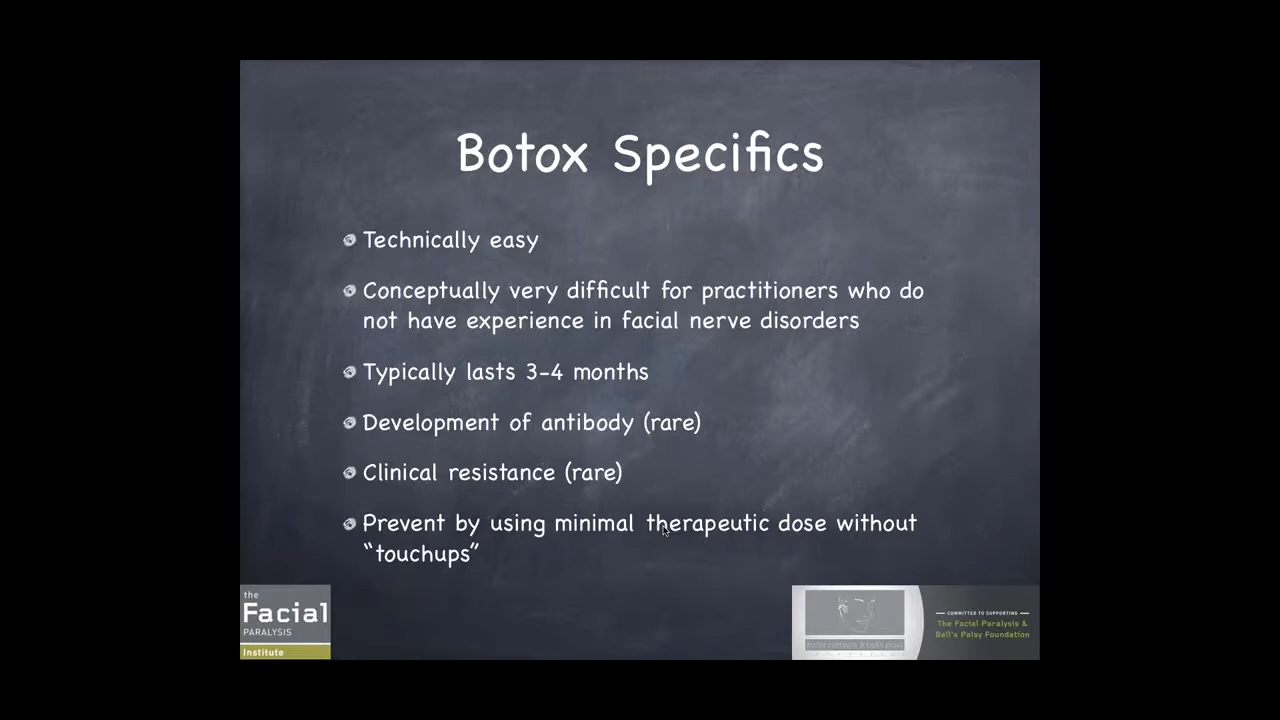 Botox Specifics
Technically easy
Conceptually very difficult for practitioners who do
not have experience in facial nerve disorders
Typically lasts 3-4 months
Development of antibody (rare)
Clinical resistance (rare)
Prevent by using minimal therapeutic dose without
“touchups”
the
Facial
PARALYSIS
Institute
COMMITTED TO SUPPORTING
The Facial Paralysis &
Bell's Palsy Foundation